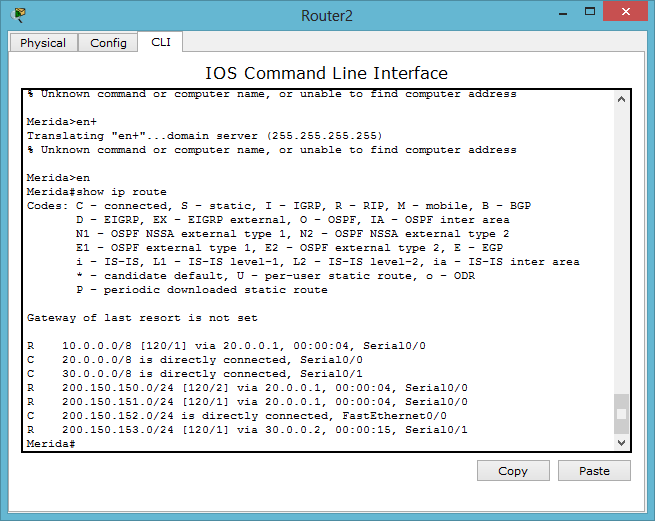 Router2
Physical Config CLI
IOS Command Line Interface
% Unknown command or computer name, or unable to find computer address
Merida>en+
Translating "en+"...domain server (255.255.255.255)
% Unknown command or computer name, or unable to find computer address
Merida>en
Merida#show ip route
Codes: C - connected, S - static, I - IGRP, R - RIP, M - mobile, B - BGP
D - EIGRP, EX - EIGRP external, O - OSPF, IA - OSPF inter area
N1 - OSPF NSSA external type 1, N2 - OSPF NSSA external type 2
E1 - OSPF external type 1, E2 - OSPF external type 2, E - EGP
i - IS-IS, L1 - IS-IS level-1, L2 - IS-IS level-2, ia - IS-IS inter area
* - candidate default, U - per-user static route, o - ODR
P - periodic downloaded static route
Gateway of last resort is not set
R 10.0.0.0/8 [120/1] via 20.0.0.1, 00:00:04, Serial0/0
C 20.0.0.0/8 is directly connected, Serial0/0
C 30.0.0.0/8 is directly connected, Serial0/1
R 200.150.150.0/24 [120/2] via 20.0.0.1, 00:00:04, Serial0/0
R 200.150.151.0/24 [120/1] via 20.0.0.1, 00:00:04, Serial0/0
C 200.150.152.0/24 is directly connected, FastEthernet0/0
R 200.150.153.0/24 [120/1] via 30.0.0.2, 00:00:15, Serial0/1
Merida#
Copy Paste